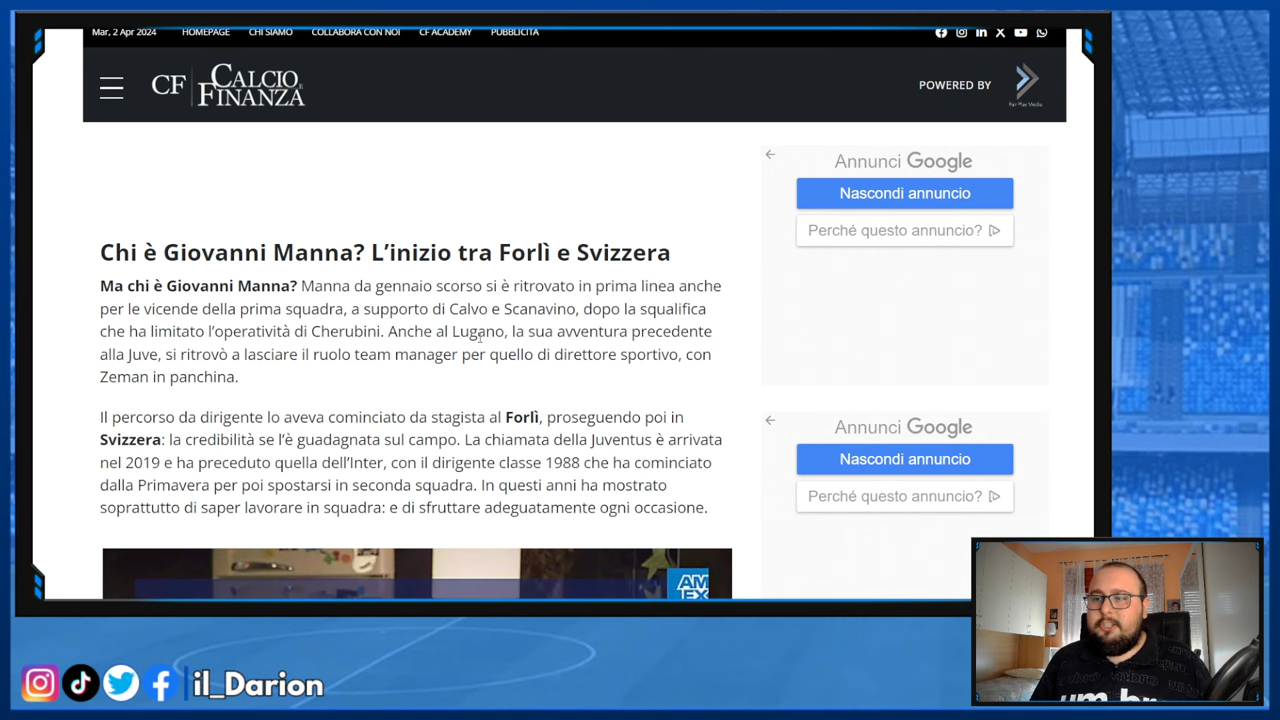 Mar, 2 Apr 2024 HOMEPAGE CHI SIAMO COLLABORA CON NOI CF ACADEMY PUBBLICITÀ
CF CALCIO E FINANZA
POWERED BY
Fair Play Media
Annunci Google
Nascondi annuncio
Perché questo annuncio?
Chi è Giovanni Manna? L’inizio tra Forlì e Svizzera
Ma chi è Giovanni Manna? Manna da gennaio scorso si è ritrovato in prima linea anche
per le vicende della prima squadra, a supporto di Calvo e Scanavino, dopo la squalifica
che ha limitato l’operatività di Cherubini. Anche al Lugano, la sua avventura precedente
alla Juve, si ritrovò a lasciare il ruolo team manager per quello di direttore sportivo, con
Zeman in panchina.
Il percorso da dirigente lo aveva cominciato da stagista al Forlì, proseguendo poi in
Svizzera: la credibilità se l’è guadagnata sul campo. La chiamata della Juventus è arrivata
nel 2019 e ha preceduto quella dell’Inter, con il dirigente classe 1988 che ha cominciato
dalla Primavera per poi spostarsi in seconda squadra. In questi anni ha mostrato
soprattutto di saper lavorare in squadra: e di sfruttare adeguatamente ogni occasione.
Annunci Google
Nascondi annuncio
Perché questo annuncio?
AM
EX
il_Darion